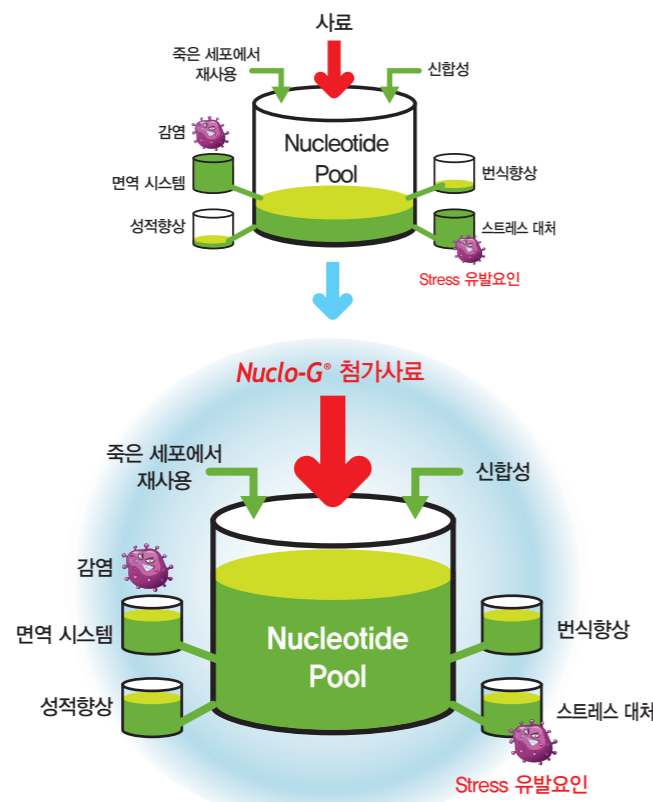 사료
죽은 세포에서
재사용
신합성
감염
Nucleotide
Pool
면역 시스템
번식향상
성적향상
스트레스 대처
Stress 유발요인
Nuclo-G® 첨가사료
죽은 세포에서
재사용
신합성
감염
면역 시스템
번식향상
Nucleotide
Pool
성적향상
스트레스 대처
Stress 유발요인